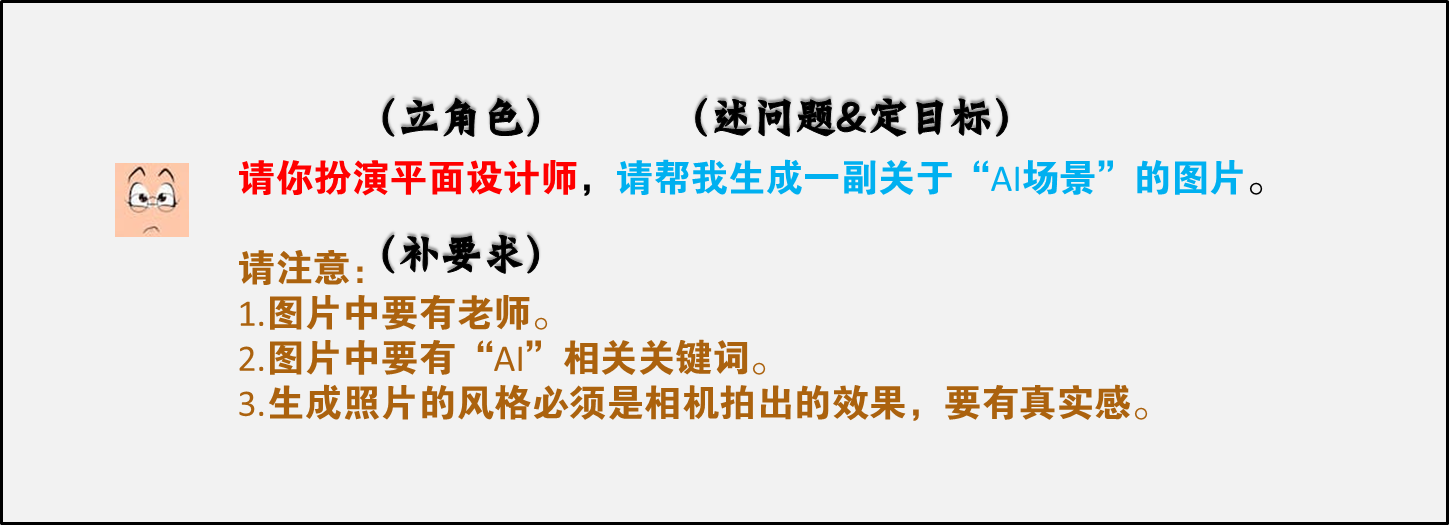 （立角色）	（述问题&定目标）
请你扮演平面设计师，请帮我生成一副关于“AI场景”的图片。
（补要求）
请注意：
1.图片中要有老师。
2.图片中要有“AI”相关关键词。
3.生成照片的风格必须是相机拍出的效果，要有真实感。